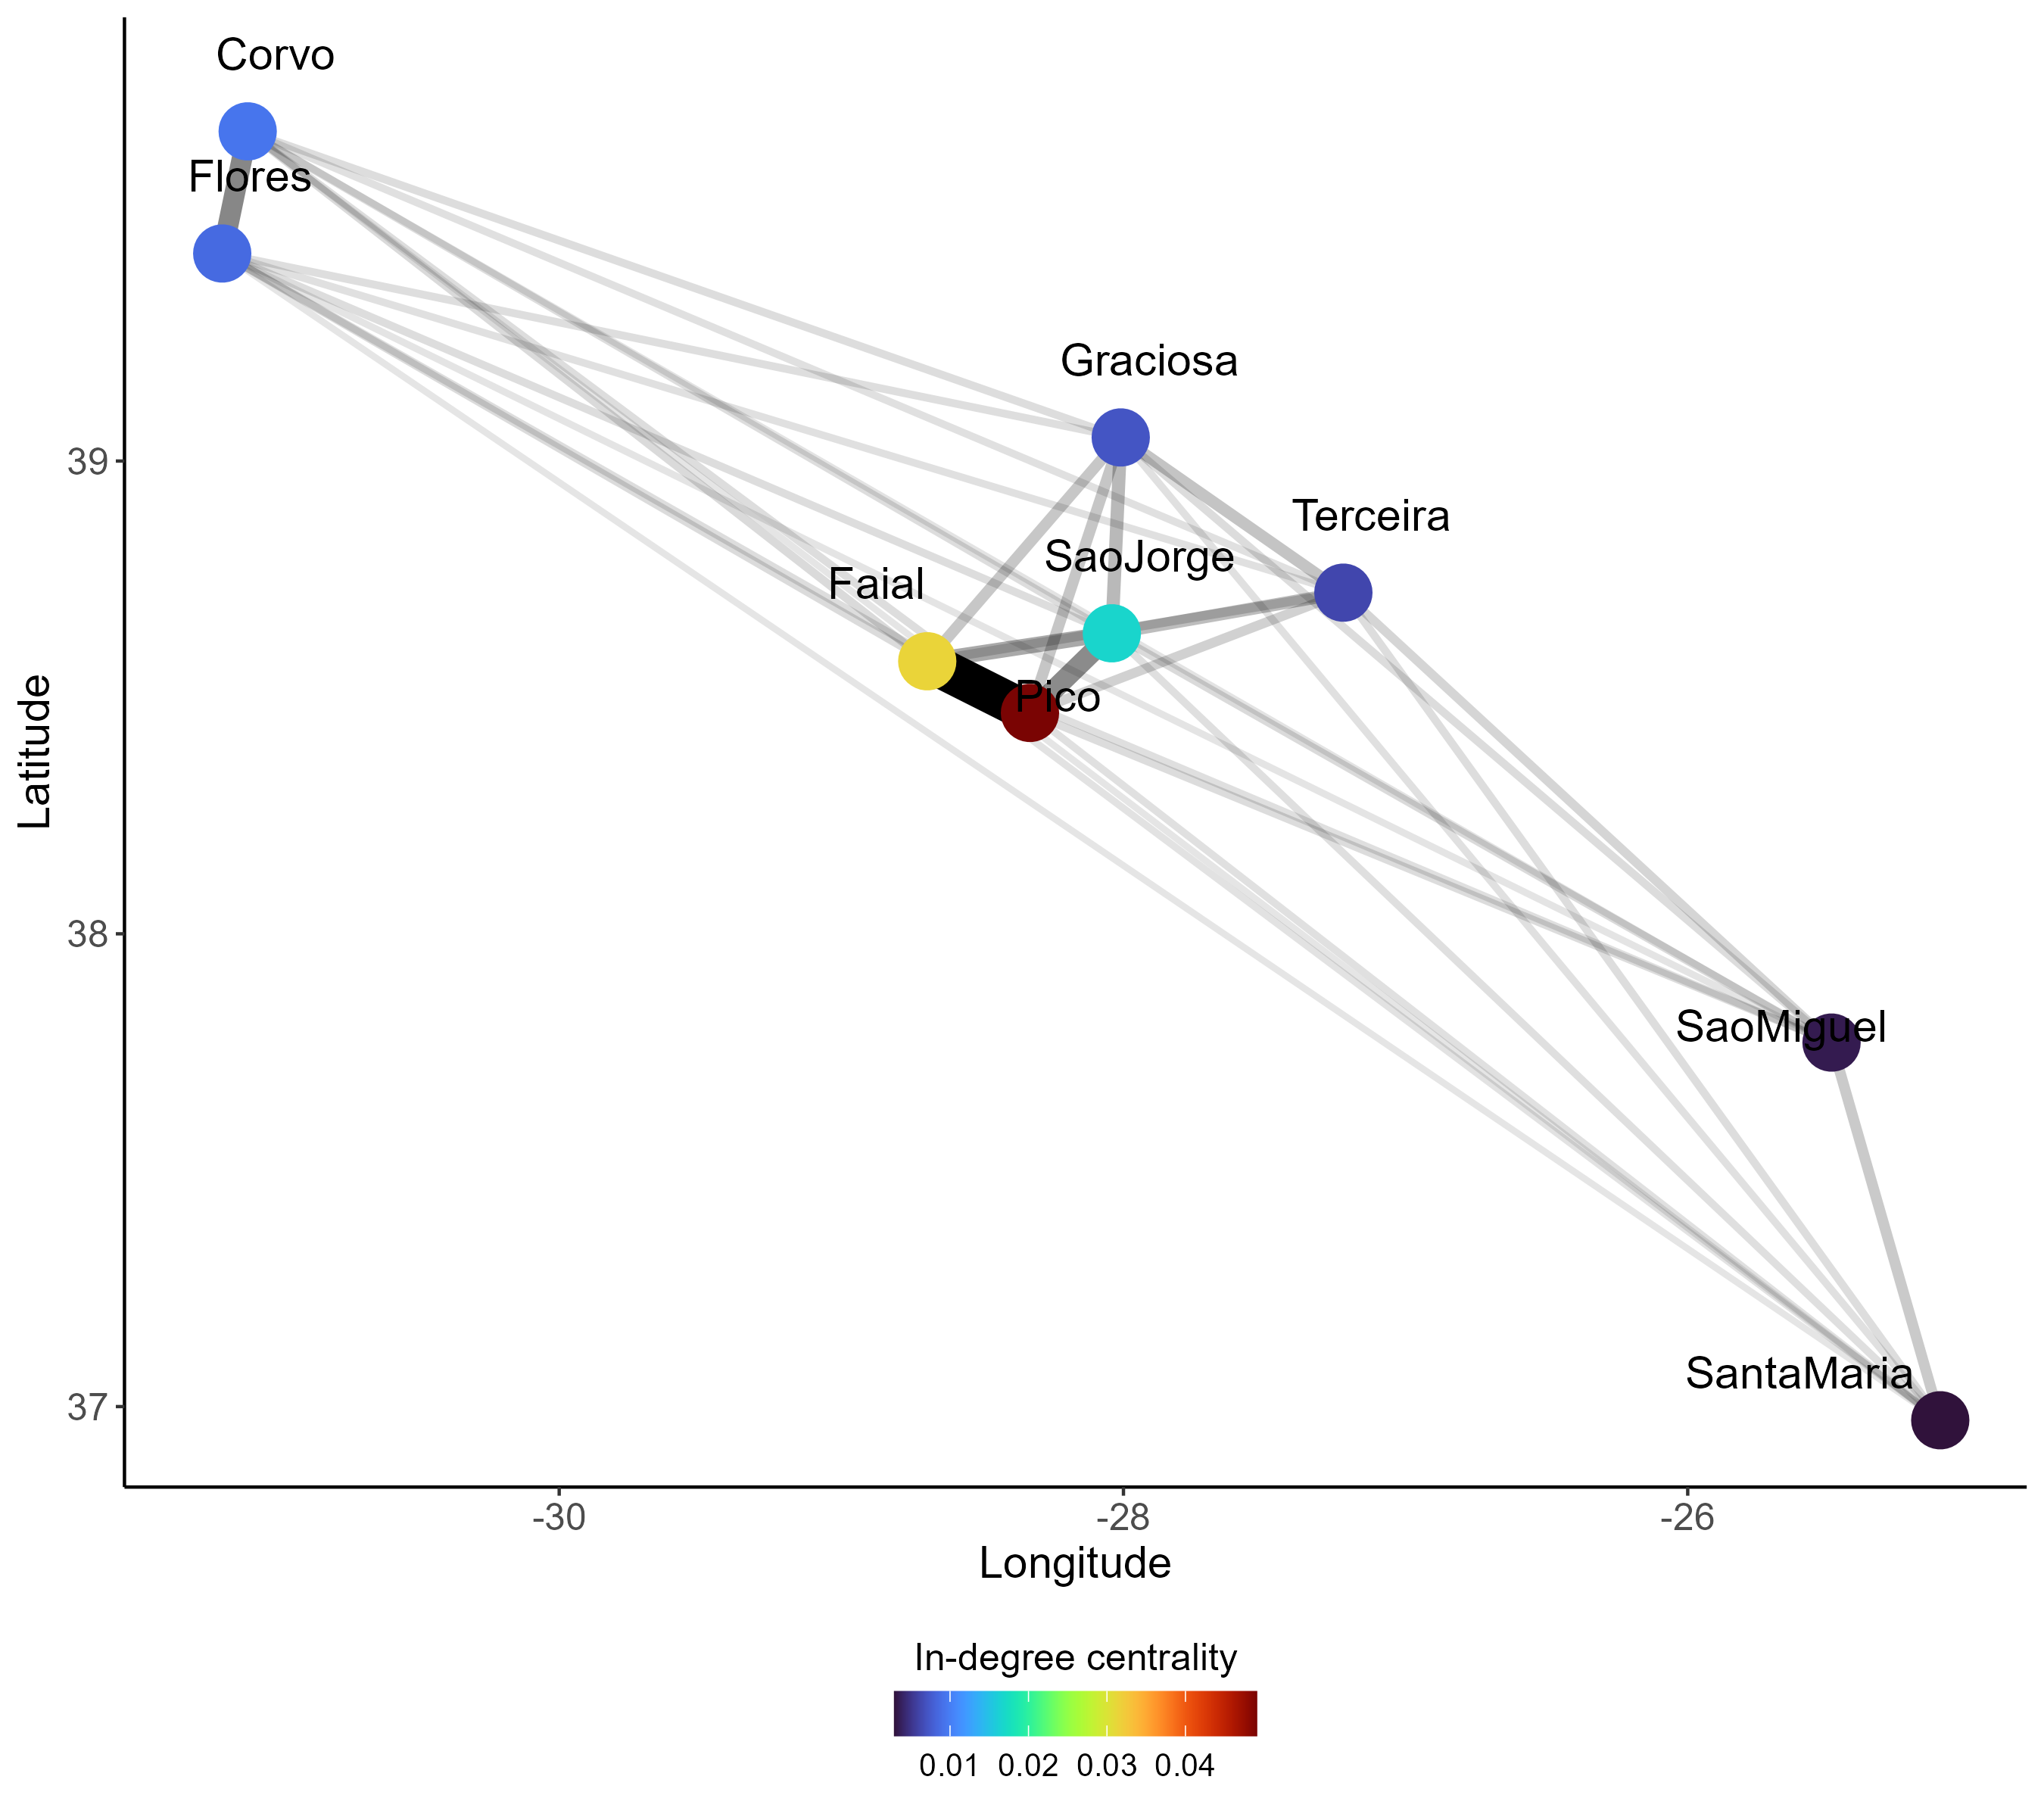 Corvo
Flores
Graciosa
Terceira
SaoJorge
Faial
Pico
SaoMiguel
SantaMaria
39
38
37
Latitude
-30 -28 -26
Longitude
In-degree centrality
0.01 0.02 0.03 0.04